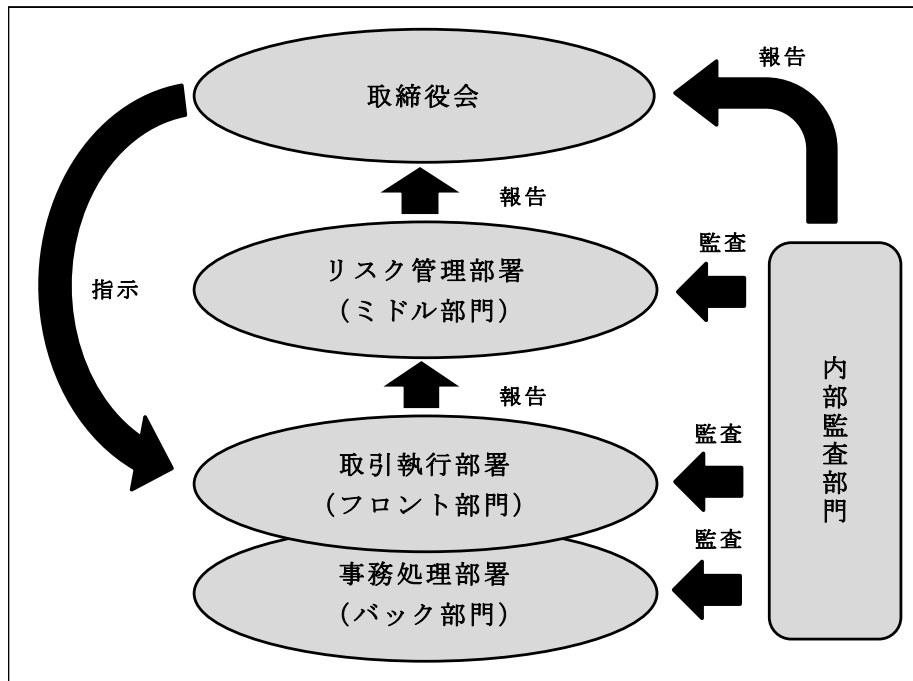 報告
取締役会
報告
監査
リスク管理部署
(ミドル部門)
指示
報告
監査
取引執行部署
(フロント部門)
監査
事務処理部署
(バック部門)
内部監査部門